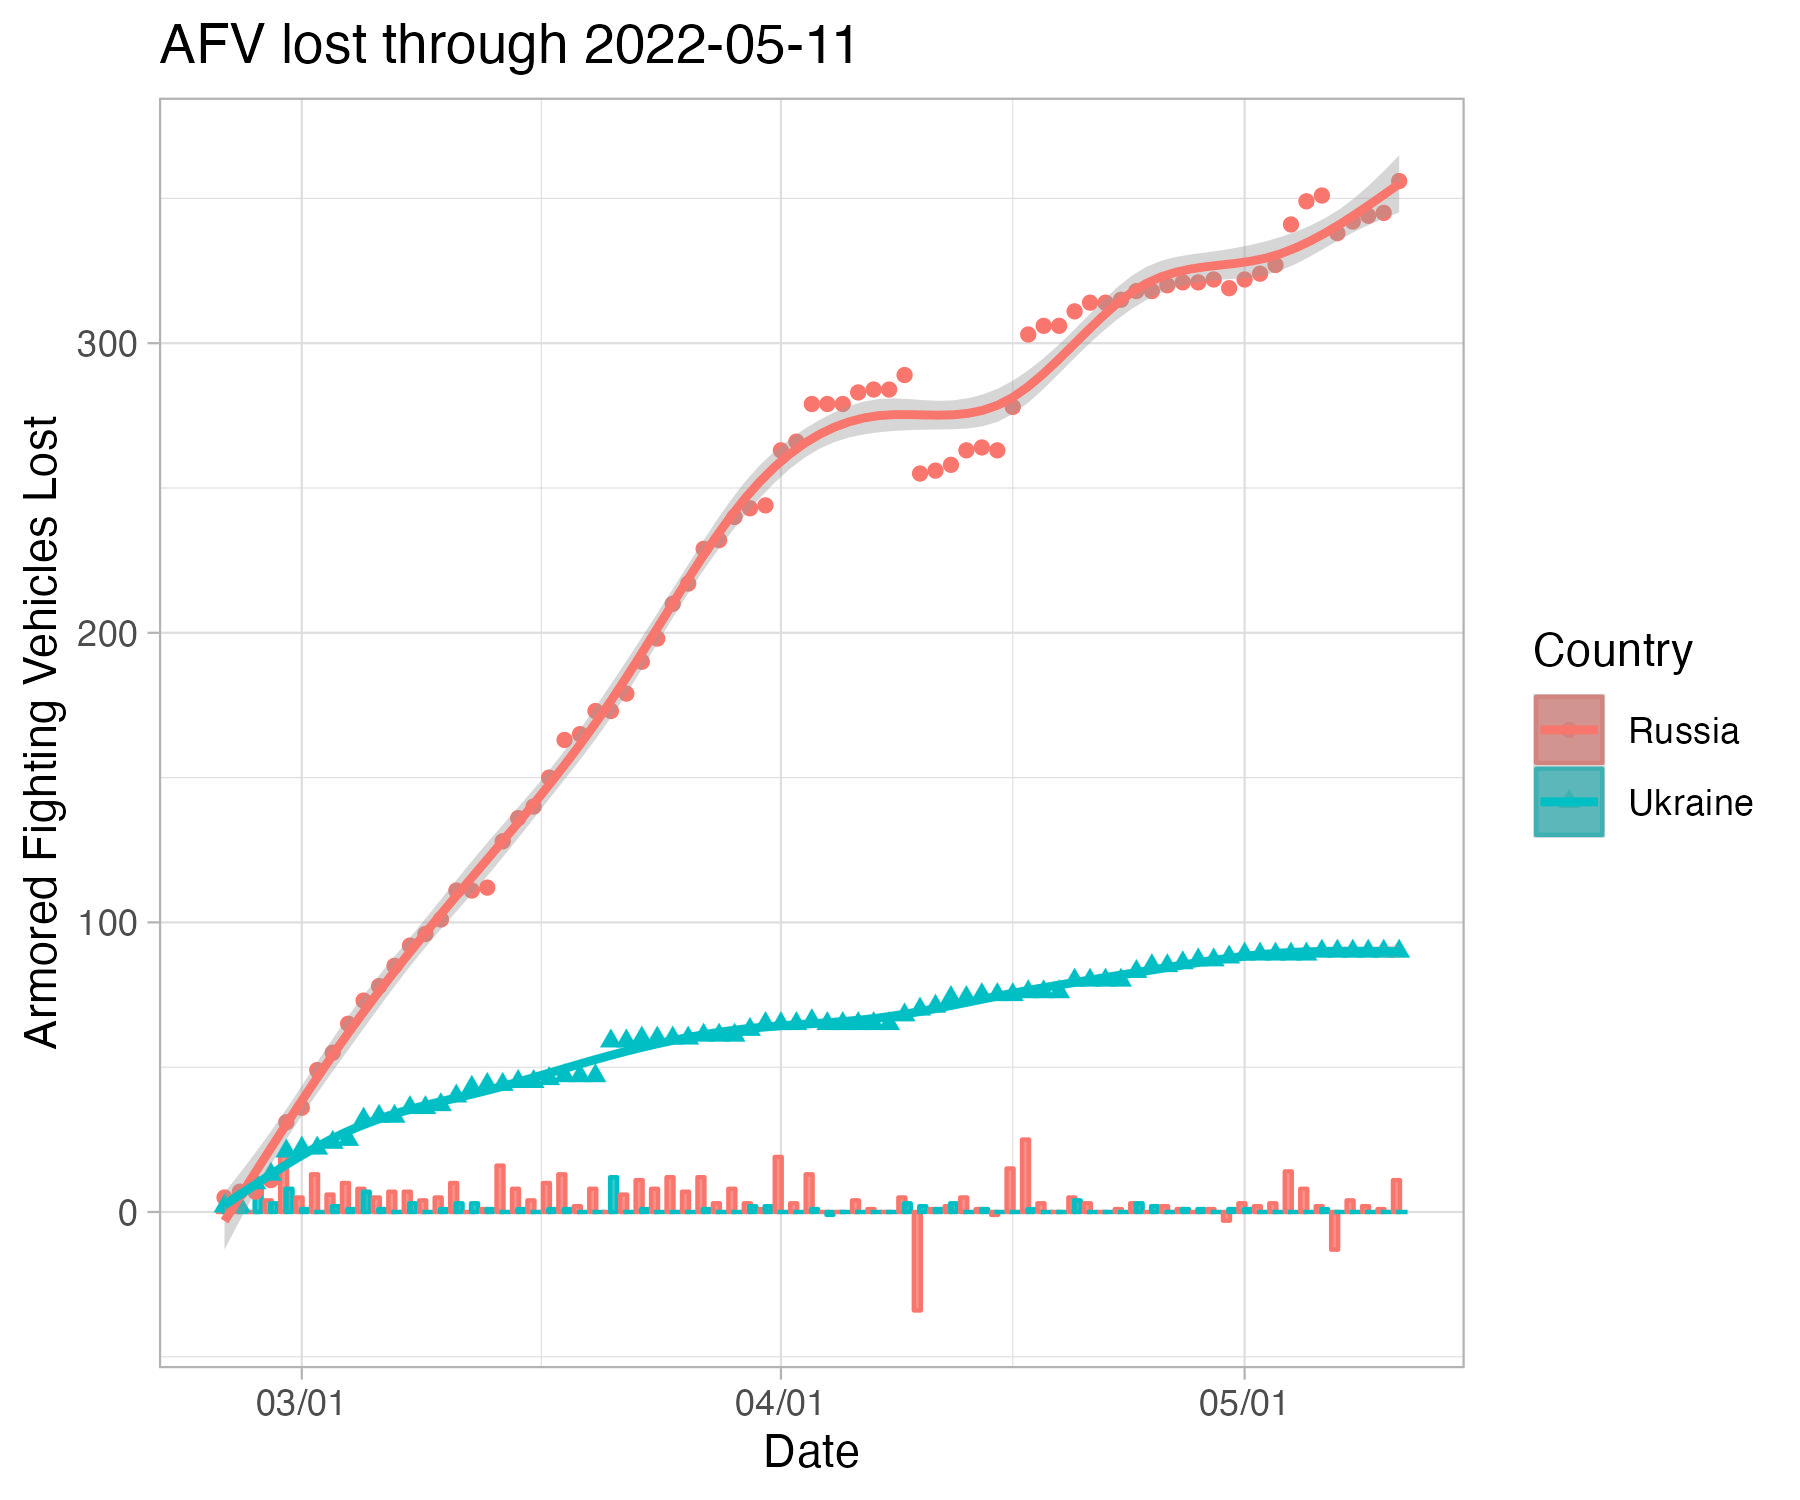 AFV lost through 2022-05-11
Armored Fighting Vehicles Lost
300
200
100
0
03/01
04/01
05/01
Date
Country
Russia
Ukraine